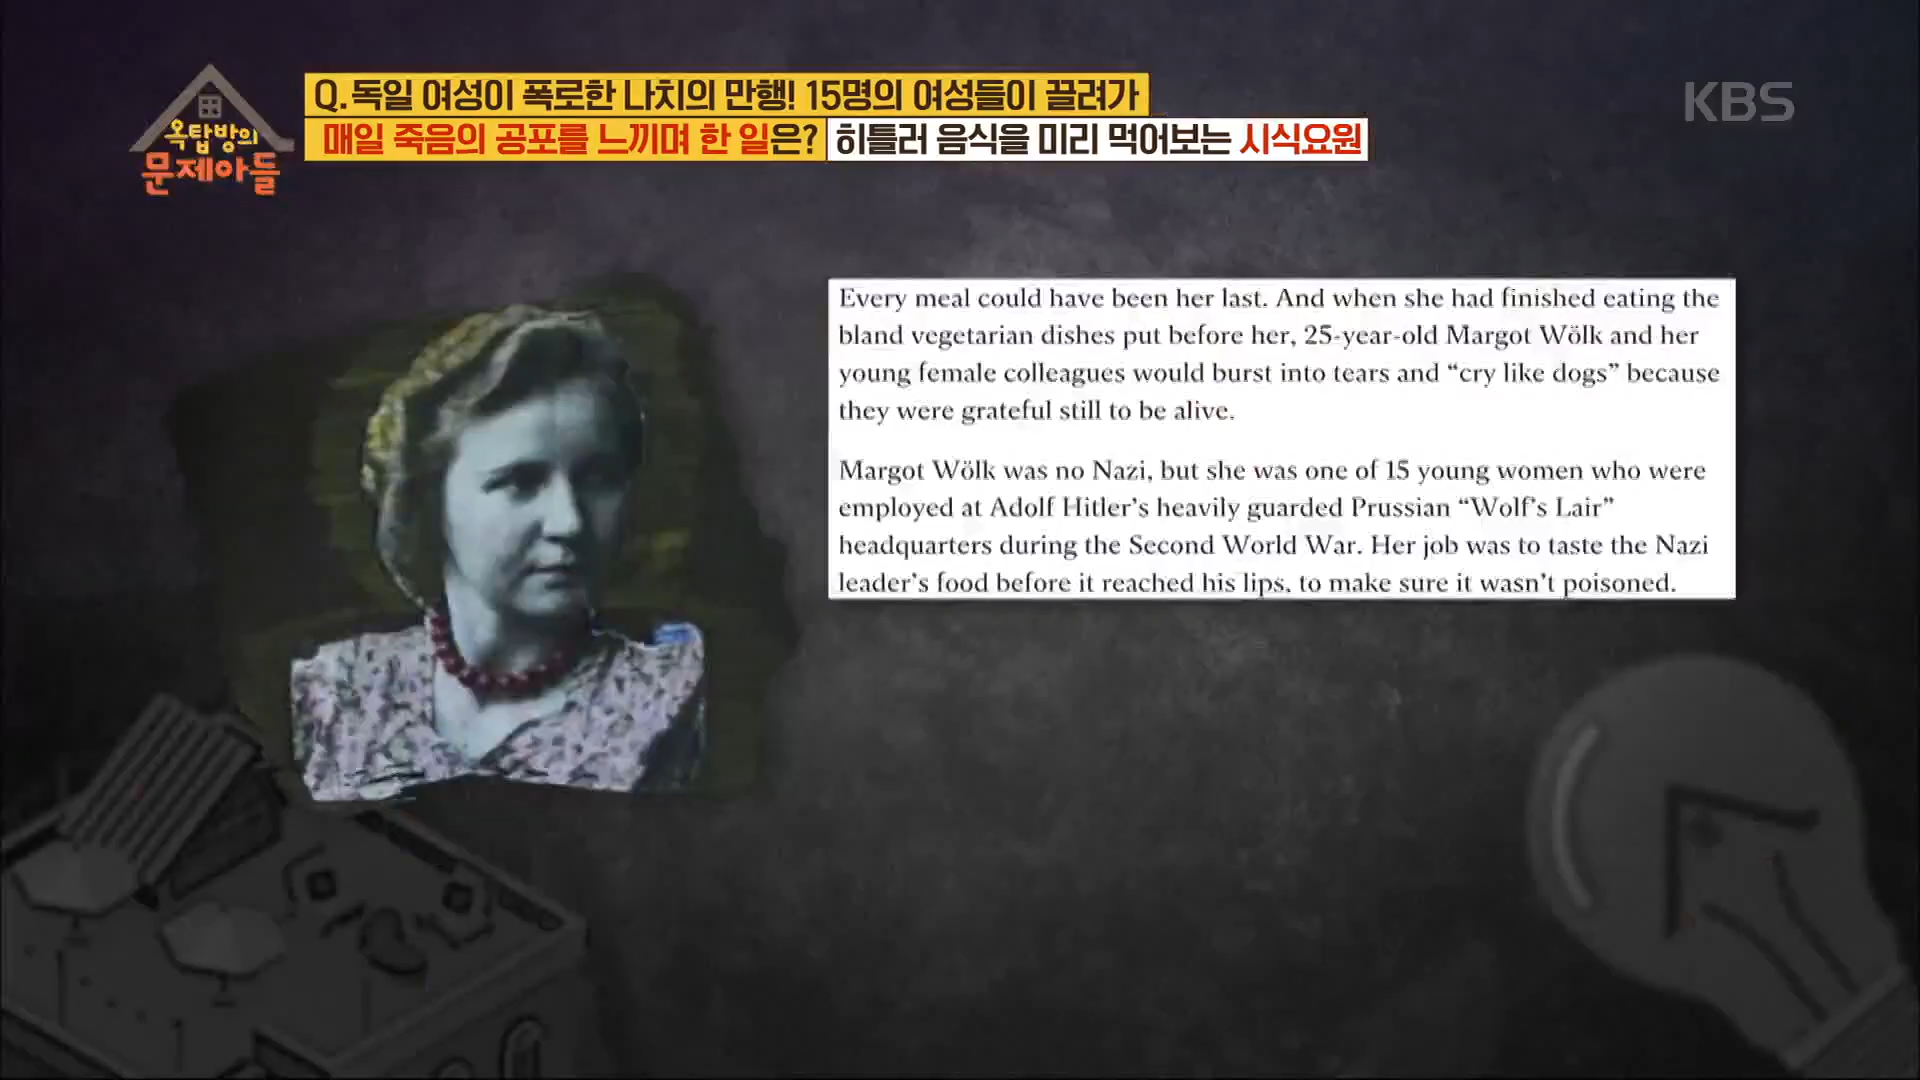 옥탑방의
문제아들
Q.독일 여성이 폭로한 나치의 만행! 15명의 여성들이 끌려가
매일 죽음의 공포를 느끼며 한 일은? 히틀러 음식을 미리 먹어보는 시식요원
KBS
Every meal could have been her last. And when she had finished eating the
bland vegetarian dishes put before her, 25-year-old Margot Wölk and her
young female colleagues would burst into tears and “cry like dogs” because
they were grateful still to be alive.
Margot Wölk was no Nazi, but she was one of 15 young women who were
employed at Adolf Hitler’s heavily guarded Prussian “Wolf‘s Lair”
headquarters during the Second World War. Her job was to taste the Nazi
leader’s food before it reached his lips, to make sure it wasn’t poisoned.